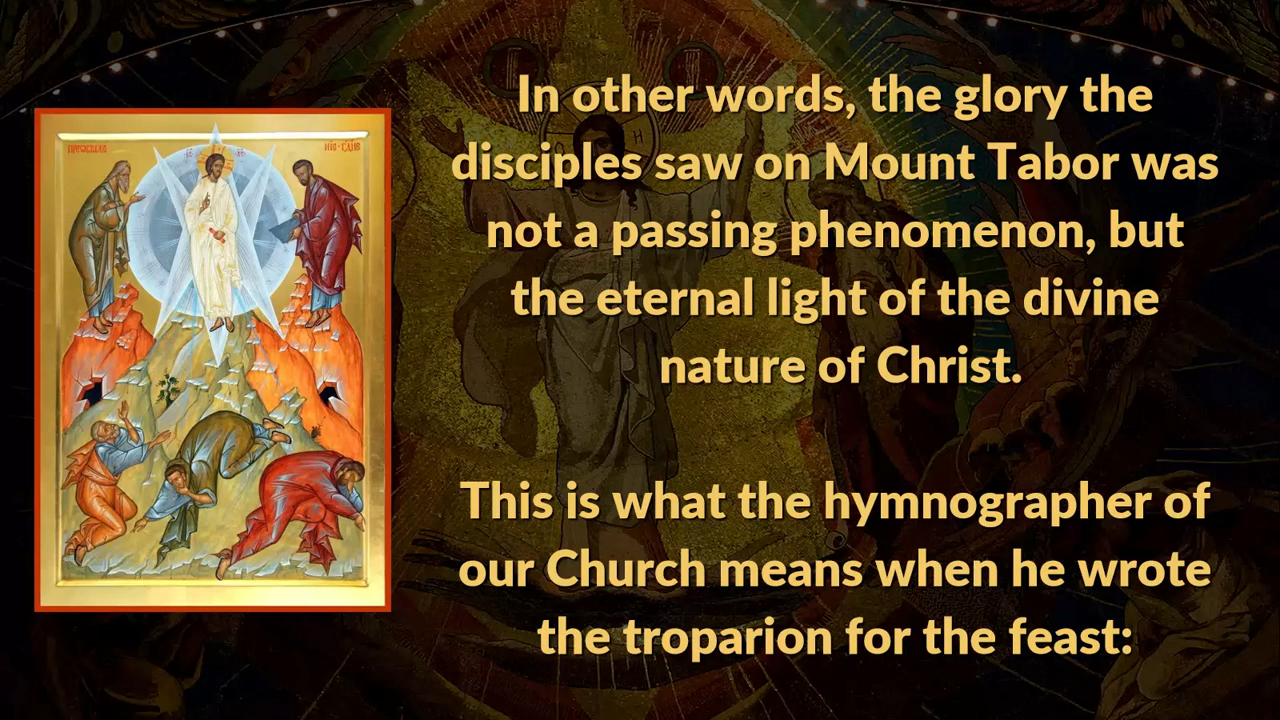 In other words, the glory the
disciples saw on Mount Tabor was
not a passing phenomenon, but
the eternal light of the divine
nature of Christ.
This is what the hymnographer of
our Church means when he wrote
the troparion for the feast: